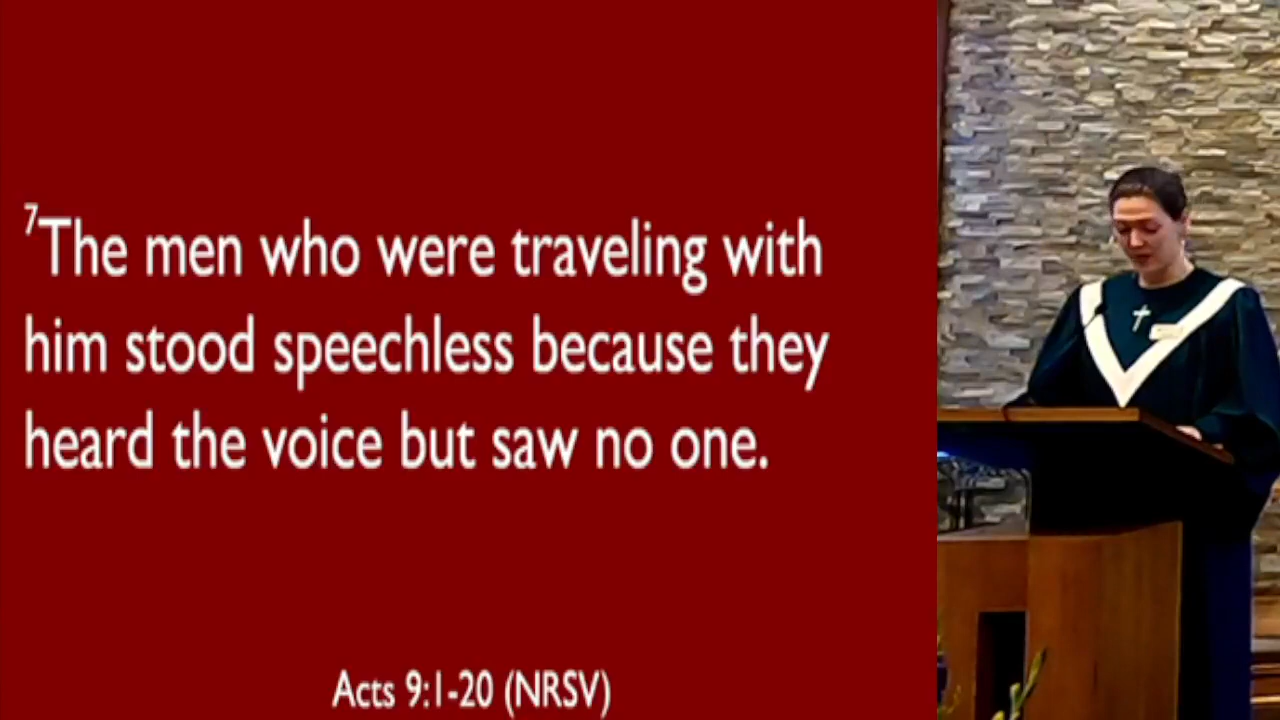 ⁷The men who were traveling with
him stood speechless because they
heard the voice but saw no one.
Acts 9:1-20 (NRSV)